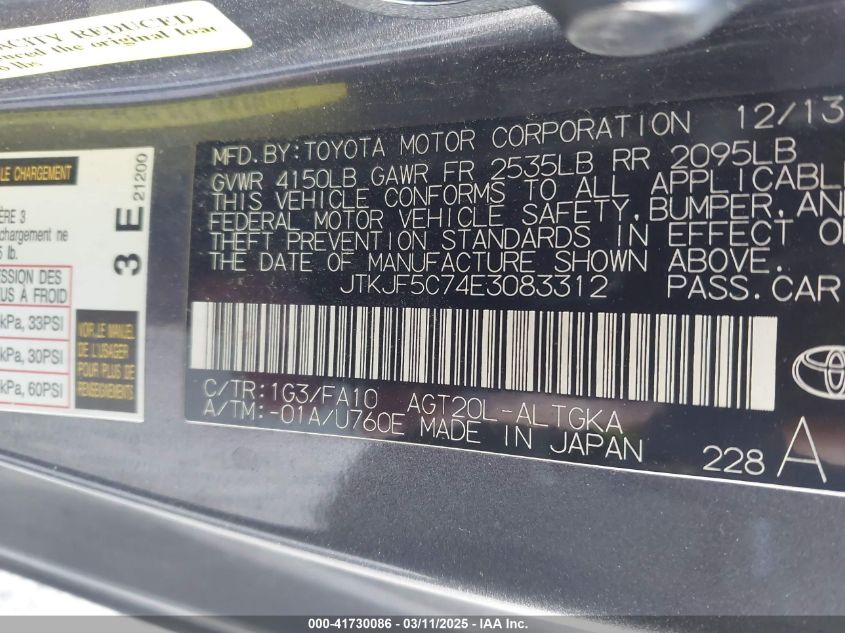 ACITY REDUCED
the original loa
lbs
LE CHARGEMENT
ÈRE 3
chargement ne
lb.
SSION DES
US À FROID
kPa, 33PSI
kPa, 30PSI
kPa, 60PSI
3 E
21200
VOIR LE MANUEL
DE L'USAGER
POUR PLUS DE
RENSEIGNEMENTS
MFD. BY: TOYOTA MOTOR CORPORATION 12/13
GVWR 4150LB GAWR FR 2535LB RR 2095LB
THIS VEHICLE CONFORMS TO ALL APPLICABL
FEDERAL MOTOR VEHICLE SAFETY, BUMPER, AN
THEFT PREVENTION STANDARDS IN EFFECT O
THE DATE OF MANUFACTURE SHOWN ABOVE.
JTKJF5C74E3083312 PASS. CAR
C/TR: 1G3/FA10 AGT20L-ALTGKA
A/TM: -01A/U760E MADE IN JAPAN
228 A
000-41730086 - 03/11/2025 - IAA Inc.